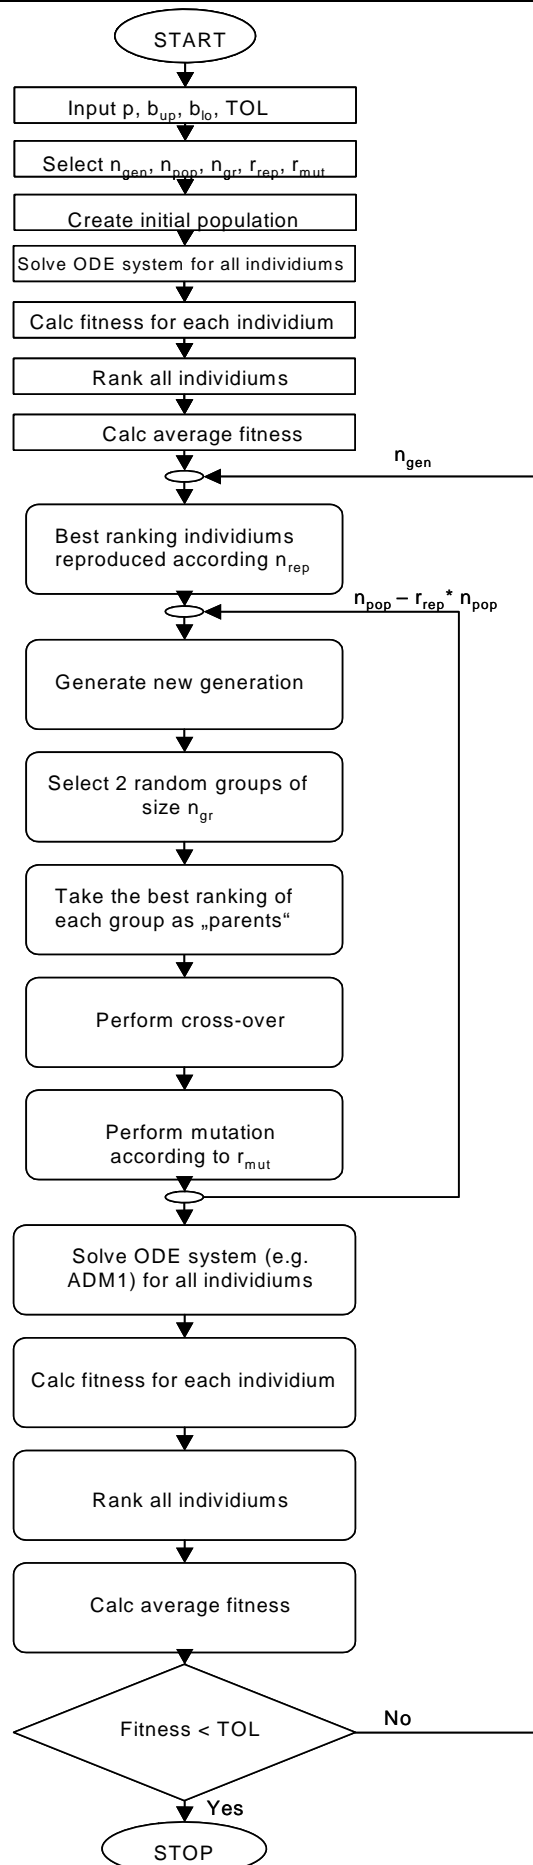 START
Input p, b_up, b_lo, TOL
Select n_gen, n_pop, n_gr, r_rep, r_mut
Create initial population
Solve ODE system for all individiums
Calc fitness for each individium
Rank all individiums
Calc average fitness
n_gen
Best ranking individiums
reproduced according n_rep
n_pop – r_rep* n_pop
Generate new generation
Select 2 random groups of
size n_gr
Take the best ranking of
each group as „parents“
Perform cross-over
Perform mutation
according to r_mut
Solve ODE system (e.g.
ADM1) for all individiums
Calc fitness for each individium
Rank all individiums
Calc average fitness
Fitness < TOL
No
Yes
STOP